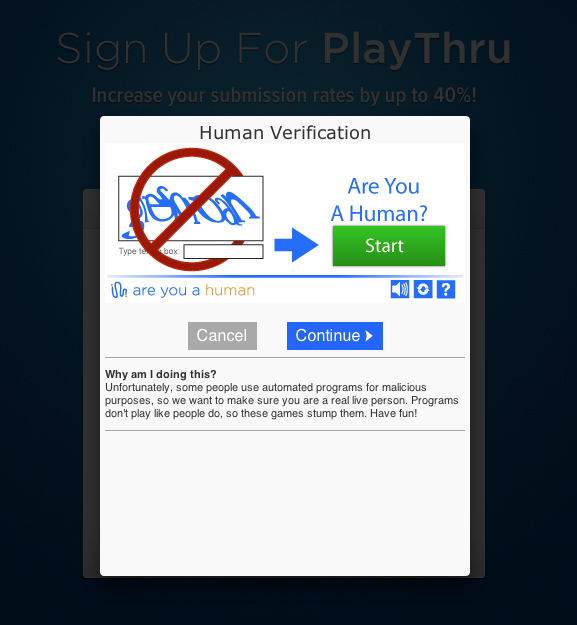 Sign Up For PlayThru
Increase your submission rates by up to 40%!
Human Verification
Are You
A Human?
Start
box:
are you a human
?
Cancel
Continue
Why am I doing this?
Unfortunately, some people use automated programs for malicious
purposes, so we want to make sure you are a real live person. Programs
don't play like people do, so these games stump them. Have fun!